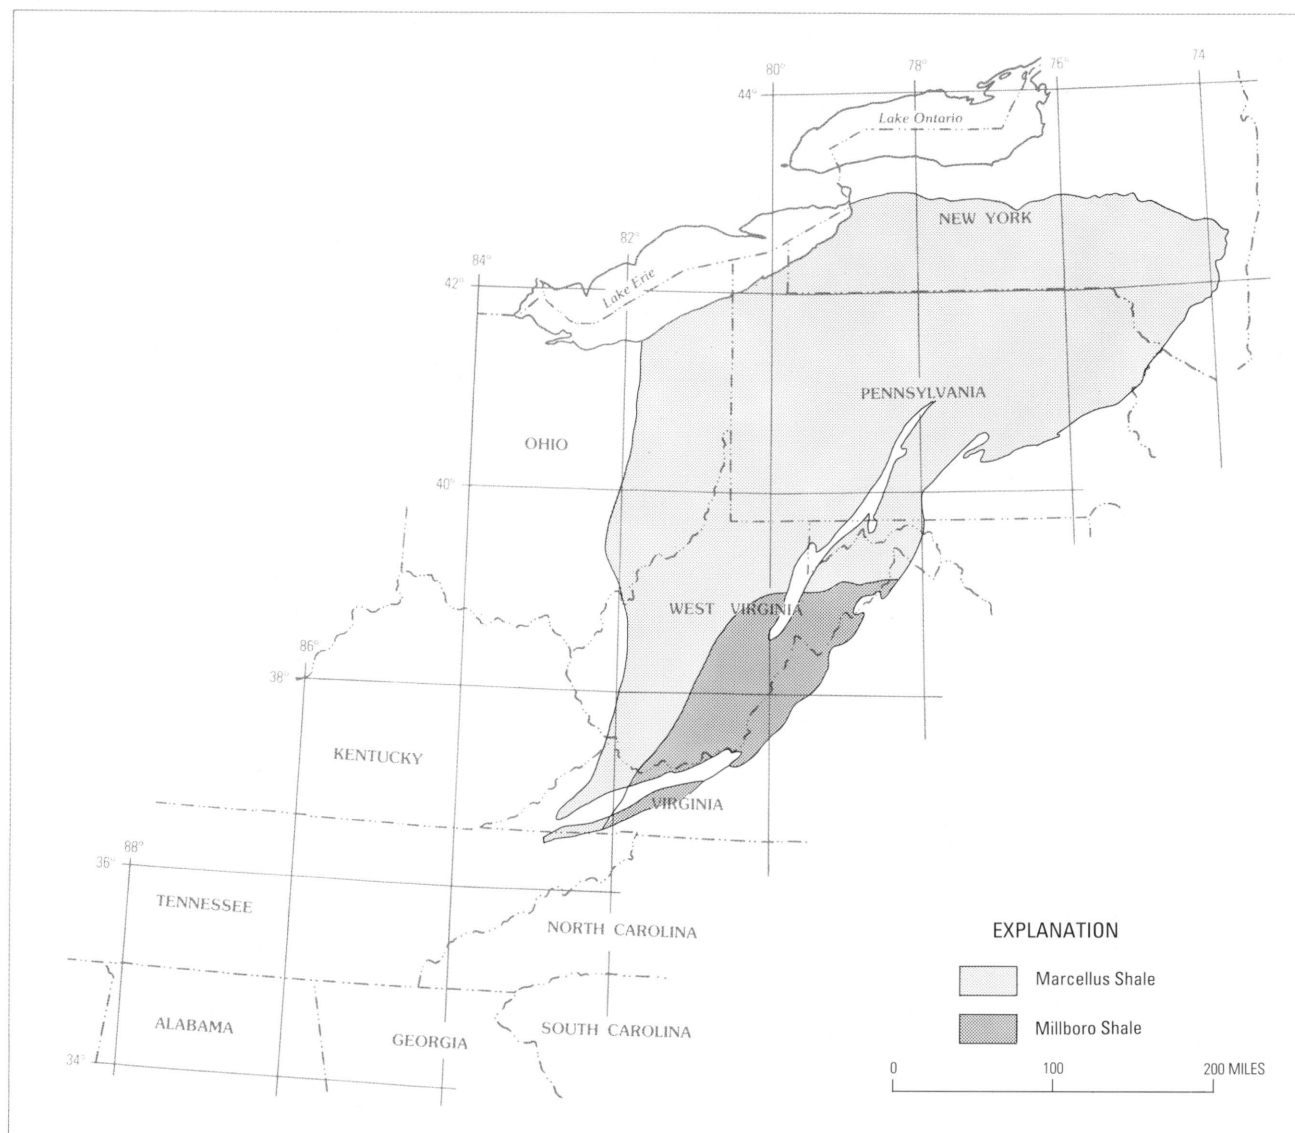 74
76°
78°
80°
44°
Lake Ontario
NEW YORK
82°
84°
42°
Lake Erie
PENNSYLVANIA
OHIO
40°
WEST VIRGINIA
86°
38°
KENTUCKY
VIRGINIA
88°
36°
TENNESSEE
NORTH CAROLINA
EXPLANATION
Marcellus Shale
ALABAMA
GEORGIA
SOUTH CAROLINA
Millboro Shale
34°
0 100 200 MILES